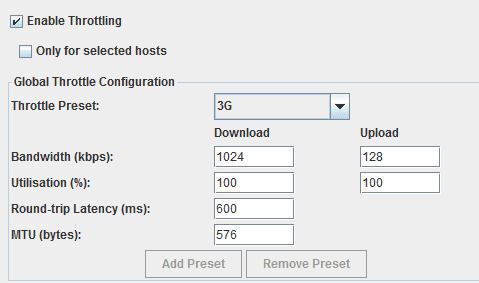 Enable Throttling
Only for selected hosts
Global Throttle Configuration
Throttle Preset: 3G
Download Upload
Bandwidth (kbps): 1024 128
Utilisation (%): 100 100
Round-trip Latency (ms): 600
MTU (bytes): 576
Add Preset Remove Preset